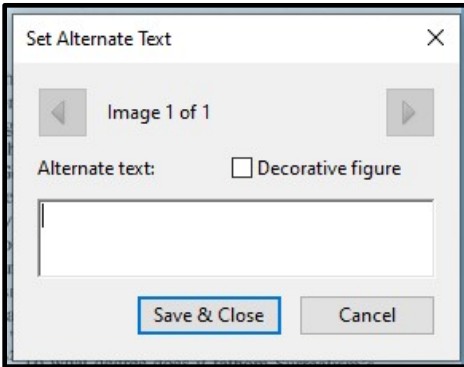 Set Alternate Text
Image 1 of 1
Alternate text:
Decorative figure
Save & Close
Cancel